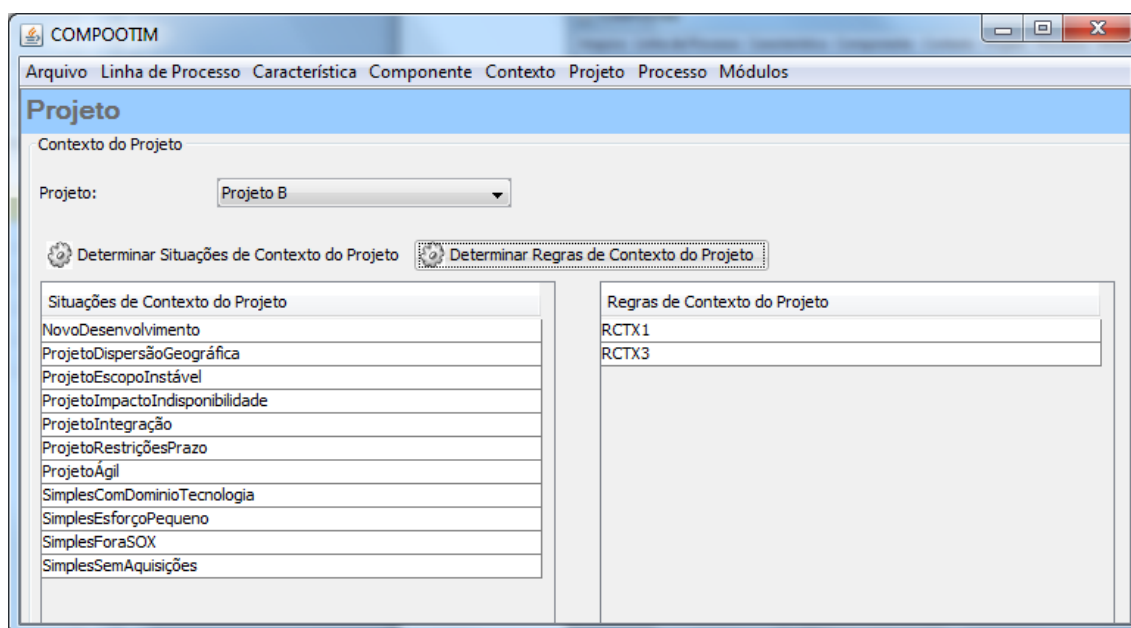 COMPOOTIM
Arquivo Linha de Processo Característica Componente Contexto Projeto Processo Módulos
Projeto
Contexto do Projeto
Projeto: Projeto B
Determinar Situações de Contexto do Projeto Determinar Regras de Contexto do Projeto
Situações de Contexto do Projeto
NovoDesenvolvimento
ProjetoDispersãoGeográfica
ProjetoEscopoInstável
ProjetoImpactoIndisponibilidade
ProjetoIntegração
ProjetoRestriçõesPrazo
ProjetoÁgil
SimplesComDominioTecnologia
SimplesEsforçoPequeno
SimplesForaSOX
SimplesSemAquisições
Regras de Contexto do Projeto
RCTX1
RCTX3